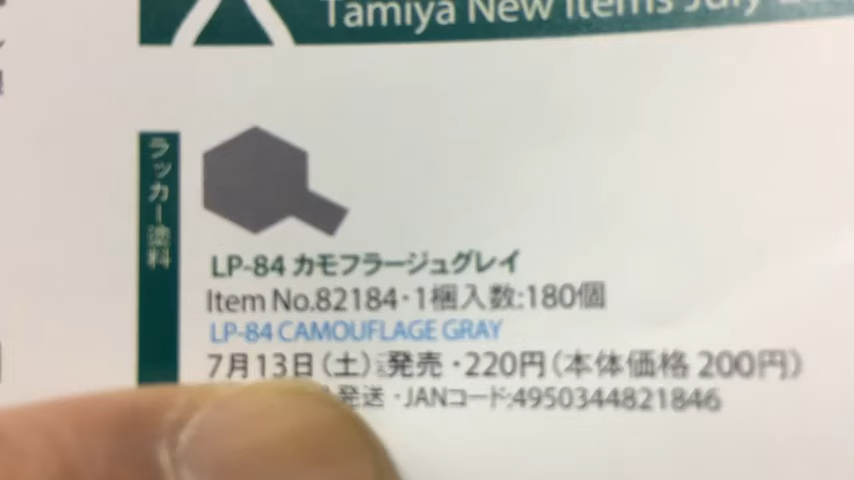 Tamiya New Items July
ラッカー塗料
LP-84 カモフラージュグレイ
Item No.82184・1梱入数:180個
LP-84 CAMOUFLAGE GRAY
7月13日(土)発売・220円(本体価格 200円)
発送・JANコード:4950344821846